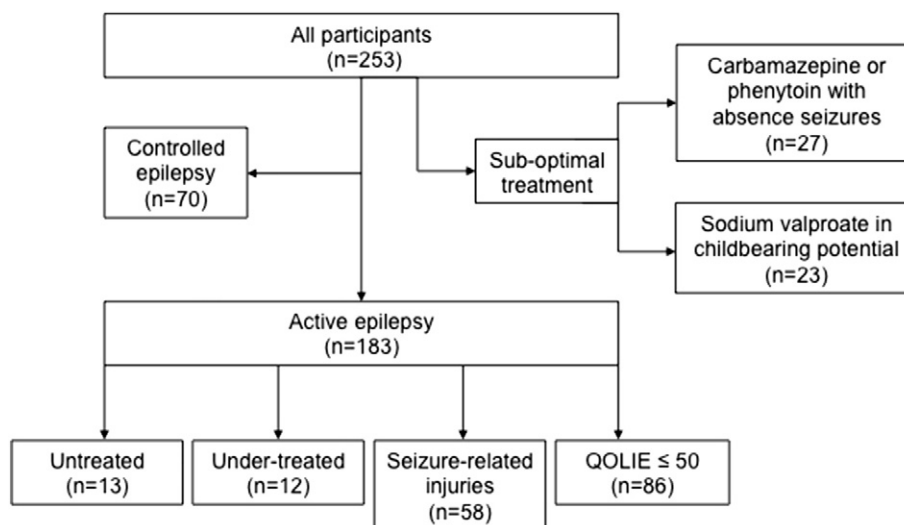 All participants
(n=253)
Carbamazepine or
phenytoin with
absence seizures
(n=27)
Controlled
epilepsy
(n=70)
Sub-optimal
treatment
Sodium valproate in
childbearing potential
(n=23)
Active epilepsy
(n=183)
Untreated
(n=13)
Under-treated
(n=12)
Seizure-related
injuries
(n=58)
QOLIE ≤ 50
(n=86)